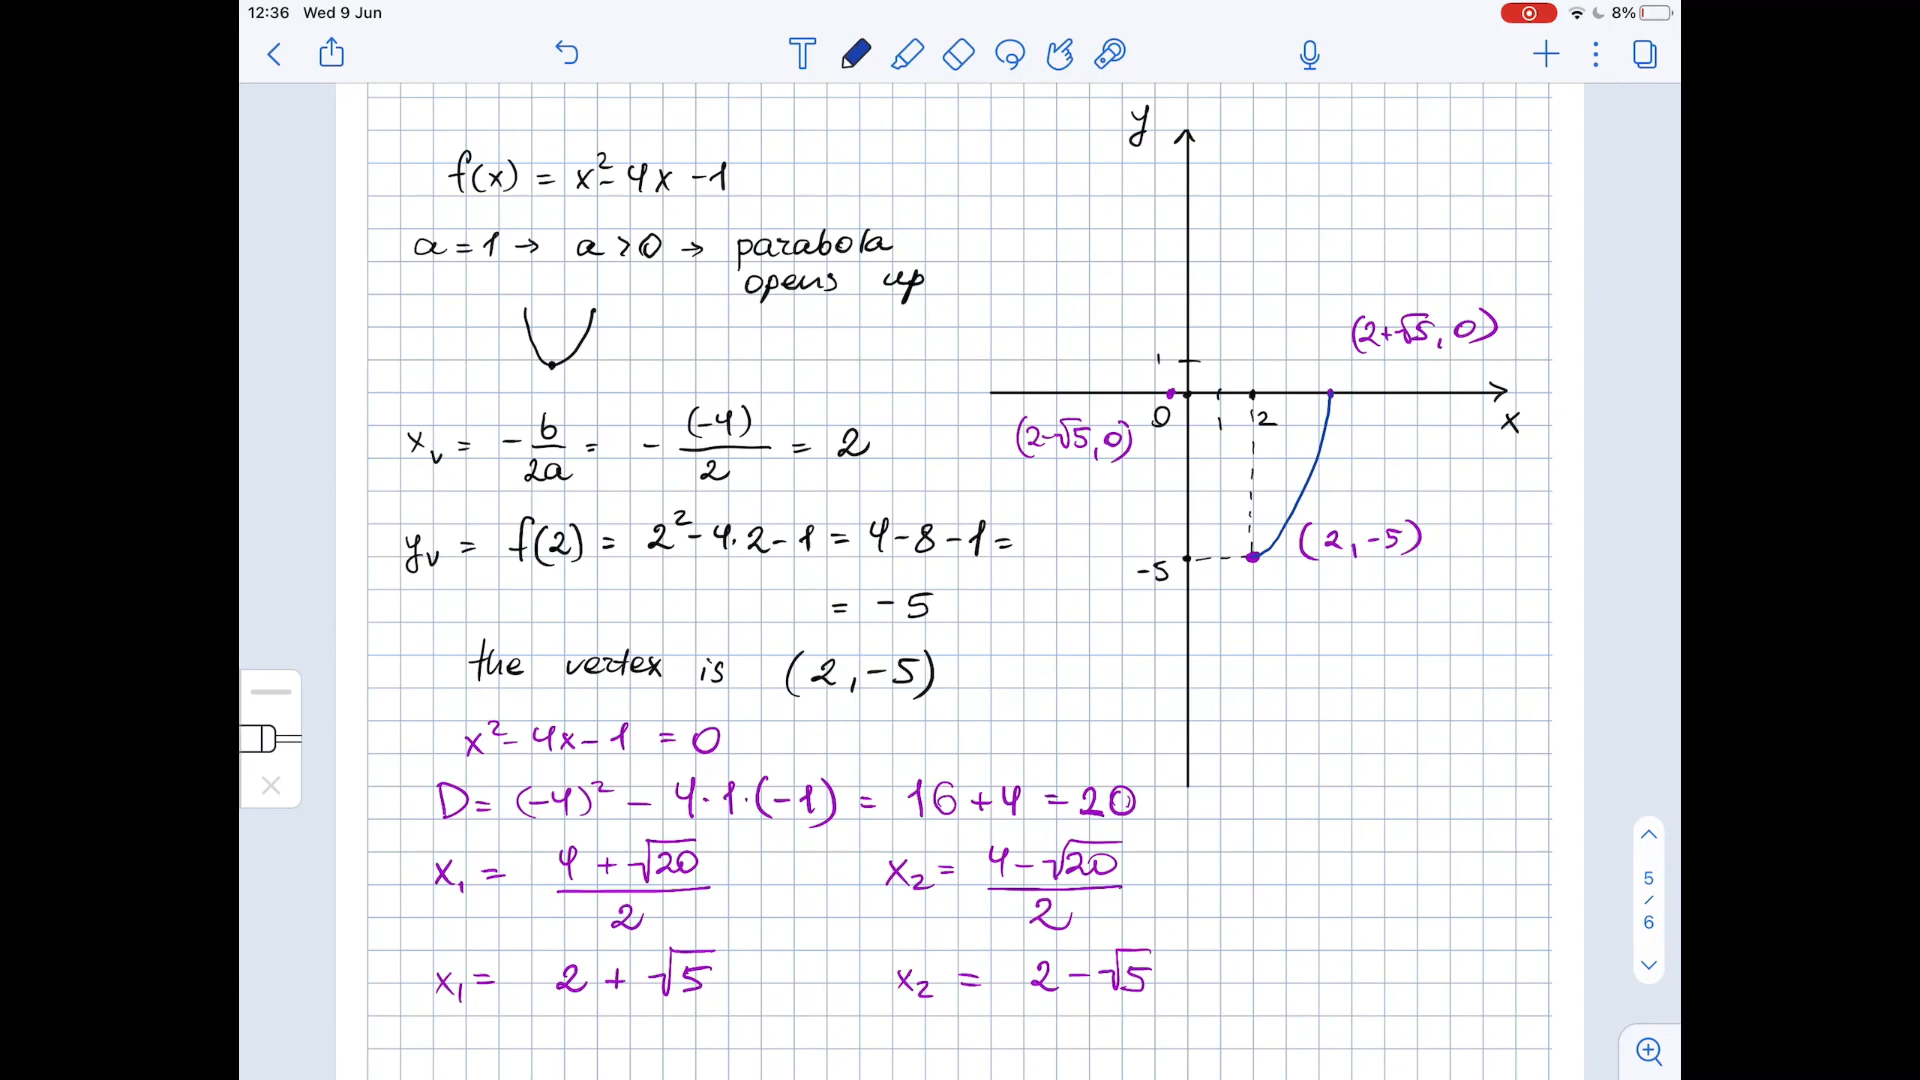 12:36 Wed 9 Jun
8%
T
f(x) = x² - 4x - 1
a = 1 → a > 0 → parabola
opens up
xᵥ = - b/2a = - (-4)/2 = 2
yᵥ = f(2) = 2² - 4·2 - 1 = 4 - 8 - 1 =
= - 5
the vertex is (2, -5)
x² - 4x - 1 = 0
D = (-4)² - 4·1·(-1) = 16 + 4 = 20
x₁ = (4 + √20)/2 x₂ = (4 - √20)/2
x₁ = 2 + √5 x₂ = 2 - √5
y
(2+√5, 0)
1
0 1 2 x
(2-√5, 0)
(2, -5)
-5
5
/
6